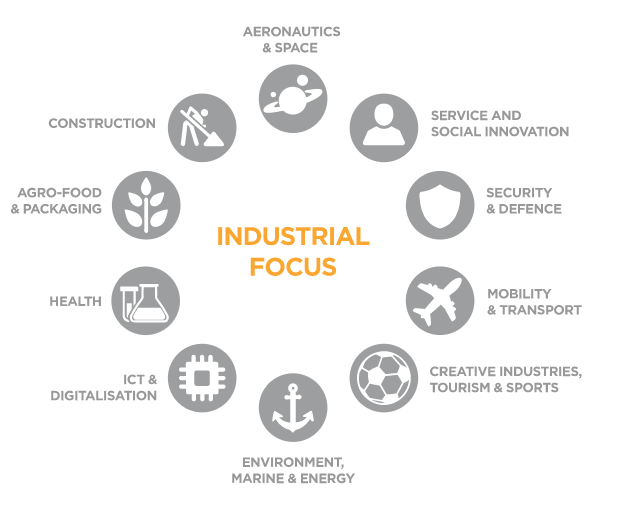 AERONAUTICS
& SPACE
SERVICE AND
SOCIAL INNOVATION
SECURITY
& DEFENCE
MOBILITY
& TRANSPORT
CREATIVE INDUSTRIES,
TOURISM & SPORTS
ENVIRONMENT,
MARINE & ENERGY
ICT &
DIGITALISATION
HEALTH
AGRO-FOOD
& PACKAGING
CONSTRUCTION
INDUSTRIAL
FOCUS